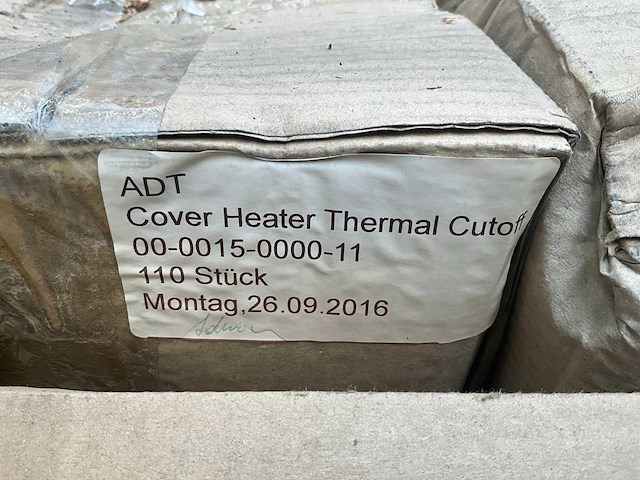 ADT
Cover Heater Thermal Cutoff
00-0015-0000-11
110 Stück
Montag,26.09.2016